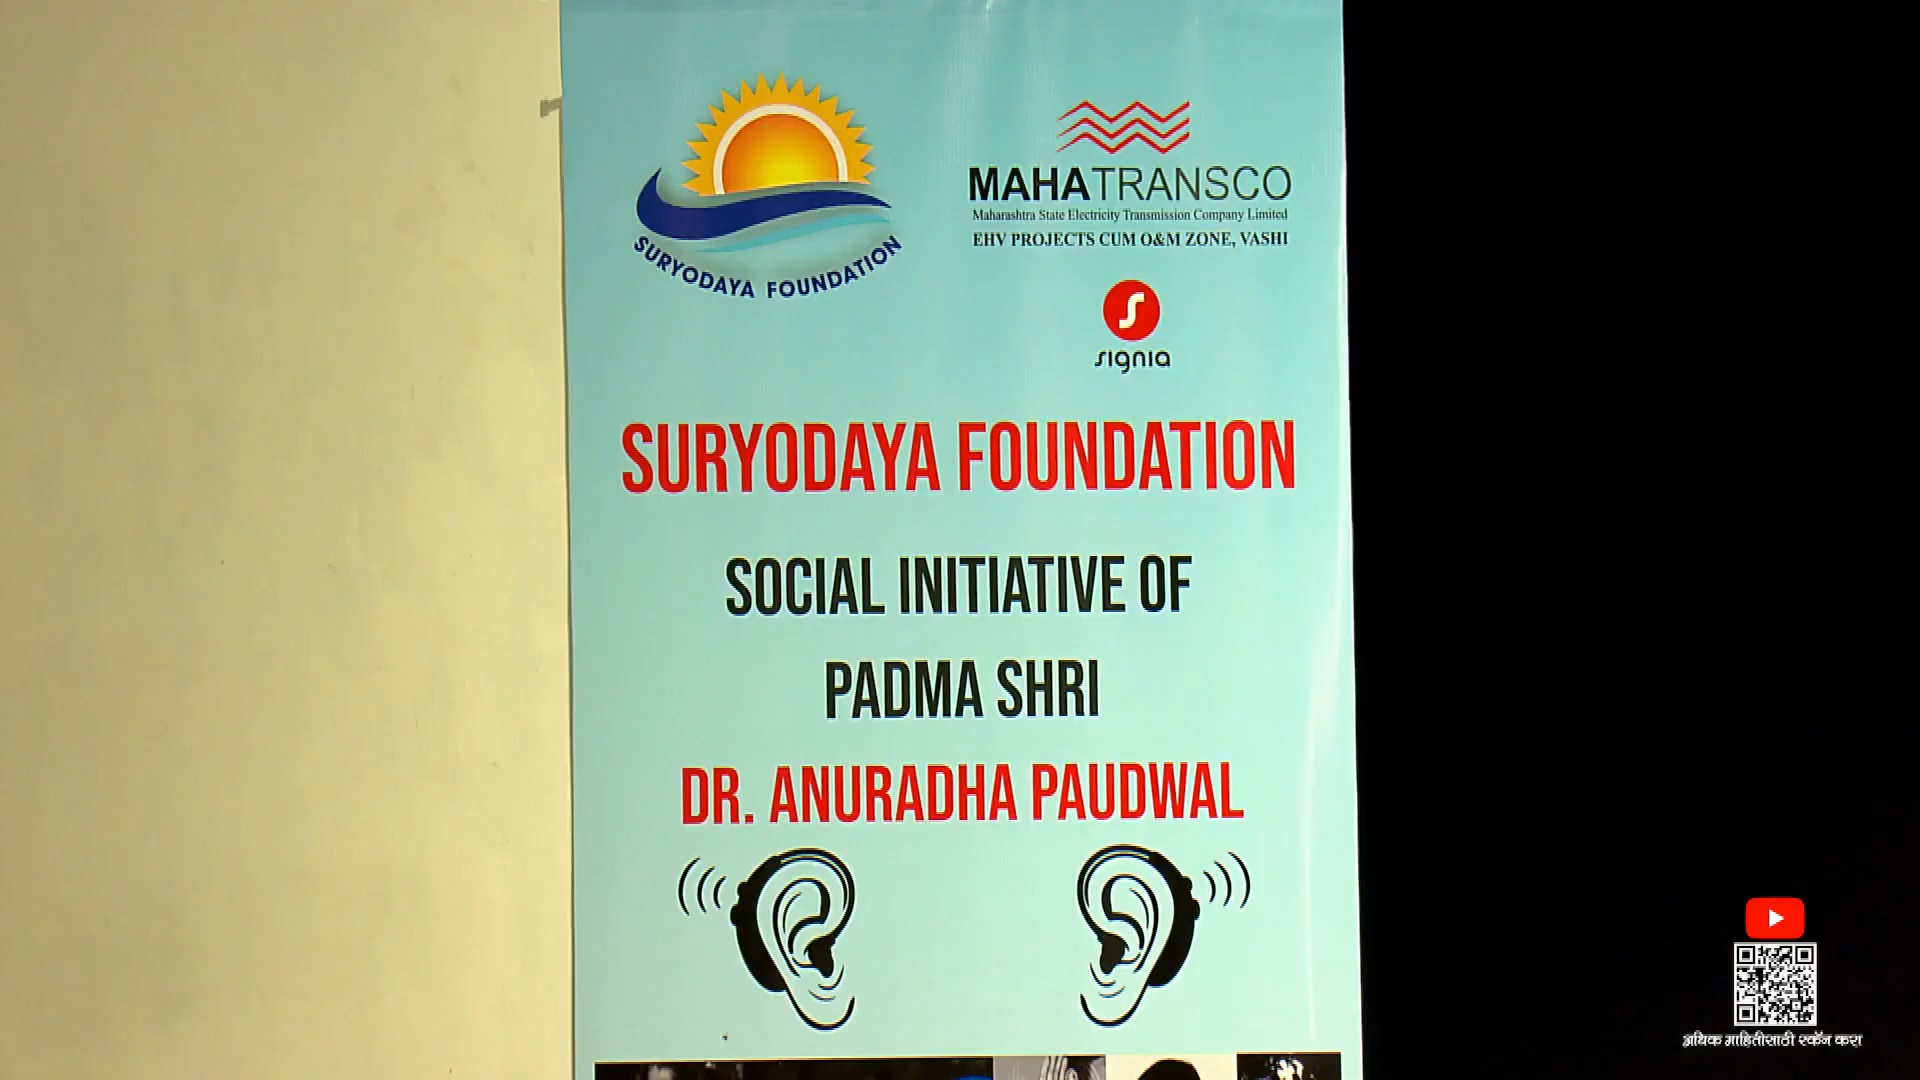 SURYODAYA FOUNDATION
MAHATRANSCO
Maharashtra State Electricity Transmission Company Limited
EHV PROJECTS CUM O&M ZONE, VASHI
signia
SURYODAYA FOUNDATION
SOCIAL INITIATIVE OF
PADMA SHRI
DR. ANURADHA PAUDWAL
अधिक माहितीसाठी स्कॅन करा